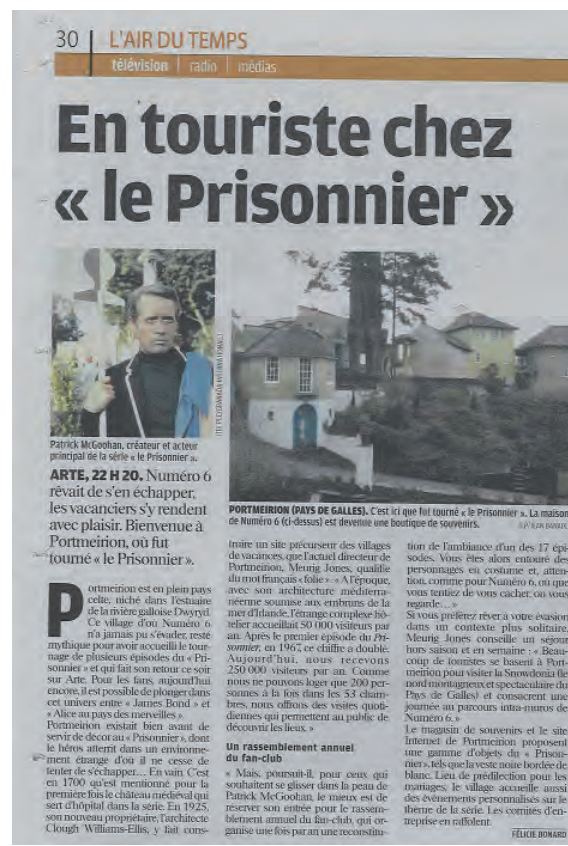 30
L'AIR DU TEMPS
télévision | radio | médias
En touriste chez
« le Prisonnier »
Patrick McGoohan, créateur et acteur
principal de la série « le Prisonnier ».
ARTE, 22 H 20. Numéro 6
rêvait de s'en échapper,
les vacanciers s'y rendent
avec plaisir. Bienvenue à
Portmeirion, où fut
tourné « le Prisonnier ».
PORTMEIRION (PAYS DE GALLES). C'est ici que fut tourné « le Prisonnier ». La maison
de Numéro 6 (ci-dessus) est devenue une boutique de souvenirs.
Portmeirion est en plein pays
celte, niché dans l'estuaire
de la rivière galloise Dwyryd.
Ce village d'où Numéro 6
n'a jamais pu s'évader, resté
mythique pour avoir accueilli le tour-
nage de plusieurs épisodes du « Pri-
sonnier » et qui fait son retour ce soir
sur Arte. Pour les fans, aujourd'hui
encore, il est possible de plonger dans
cet univers entre « James Bond » et
« Alice au pays des merveilles ».
Portmeirion existait bien avant de
servir de décor au « Prisonnier », dont
le héros atterrit dans un environne-
ment étrange d'où il ne cesse de
tenter de s'échapper… En vain. C'est
en 1700 qu'est mentionné pour la
première fois le château médiéval qui
sert d'hôpital dans la série. En 1925,
son nouveau propriétaire, l'architecte
Clough Williams-Ellis, y fait cons-
truire un site précurseur des villages
de vacances, que l'actuel directeur de
Portmeirion, Meurig Jones, qualifie
du mot français « folie » : « A l'époque,
avec son architecture méditerra-
néenne soumise aux embruns de la
mer d'Irlande, l'étrange complexe hô-
telier accueillait 50 000 visiteurs par
an. Après le premier épisode du Pri-
sonnier, en 1967, ce chiffre a doublé.
Aujourd'hui, nous recevons
250 000 visiteurs par an. Comme
nous ne pouvons loger que 200 per-
sonnes à la fois dans les 53 cham-
bres, nous offrons des visites quoti-
diennes qui permettent au public de
découvrir les lieux. »
Un rassemblement annuel
du fan-club
« Mais, poursuit-il, pour ceux qui
souhaitent se glisser dans la peau de
Patrick McGoohan, le mieux est de
réserver son entrée pour le rassem-
blement annuel du fan-club, qui or-
ganise une fois par an une reconstitu-
tion de l'ambiance d'un des 17 épi-
sodes. Vous êtes alors entouré des
personnages en costume et, atten-
tion, comme pour Numéro 6, où que
vous tentiez de vous cacher, on vous
regarde… »
Si vous préférez rêver à votre évasion
dans un contexte plus solitaire,
Meurig Jones conseille un séjour
hors saison et en semaine : « Beau-
coup de touristes se basent à Port-
meirion pour visiter la Snowdonia (le
nord montagneux et spectaculaire du
Pays de Galles) et consacrent une
journée au parcours intra-muros de
Numéro 6. »
Le magasin de souvenirs et le site
Internet de Portmeirion proposent
une gamme d'objets du « Prison-
nier », tels que la veste noire bordée de
blanc. Lieu de prédilection pour les
mariages, le village accueille aussi
des évènements personnalisés sur le
thème de la série. Les comités d'en-
treprise en raffolent.
FÉLICIE BONARD